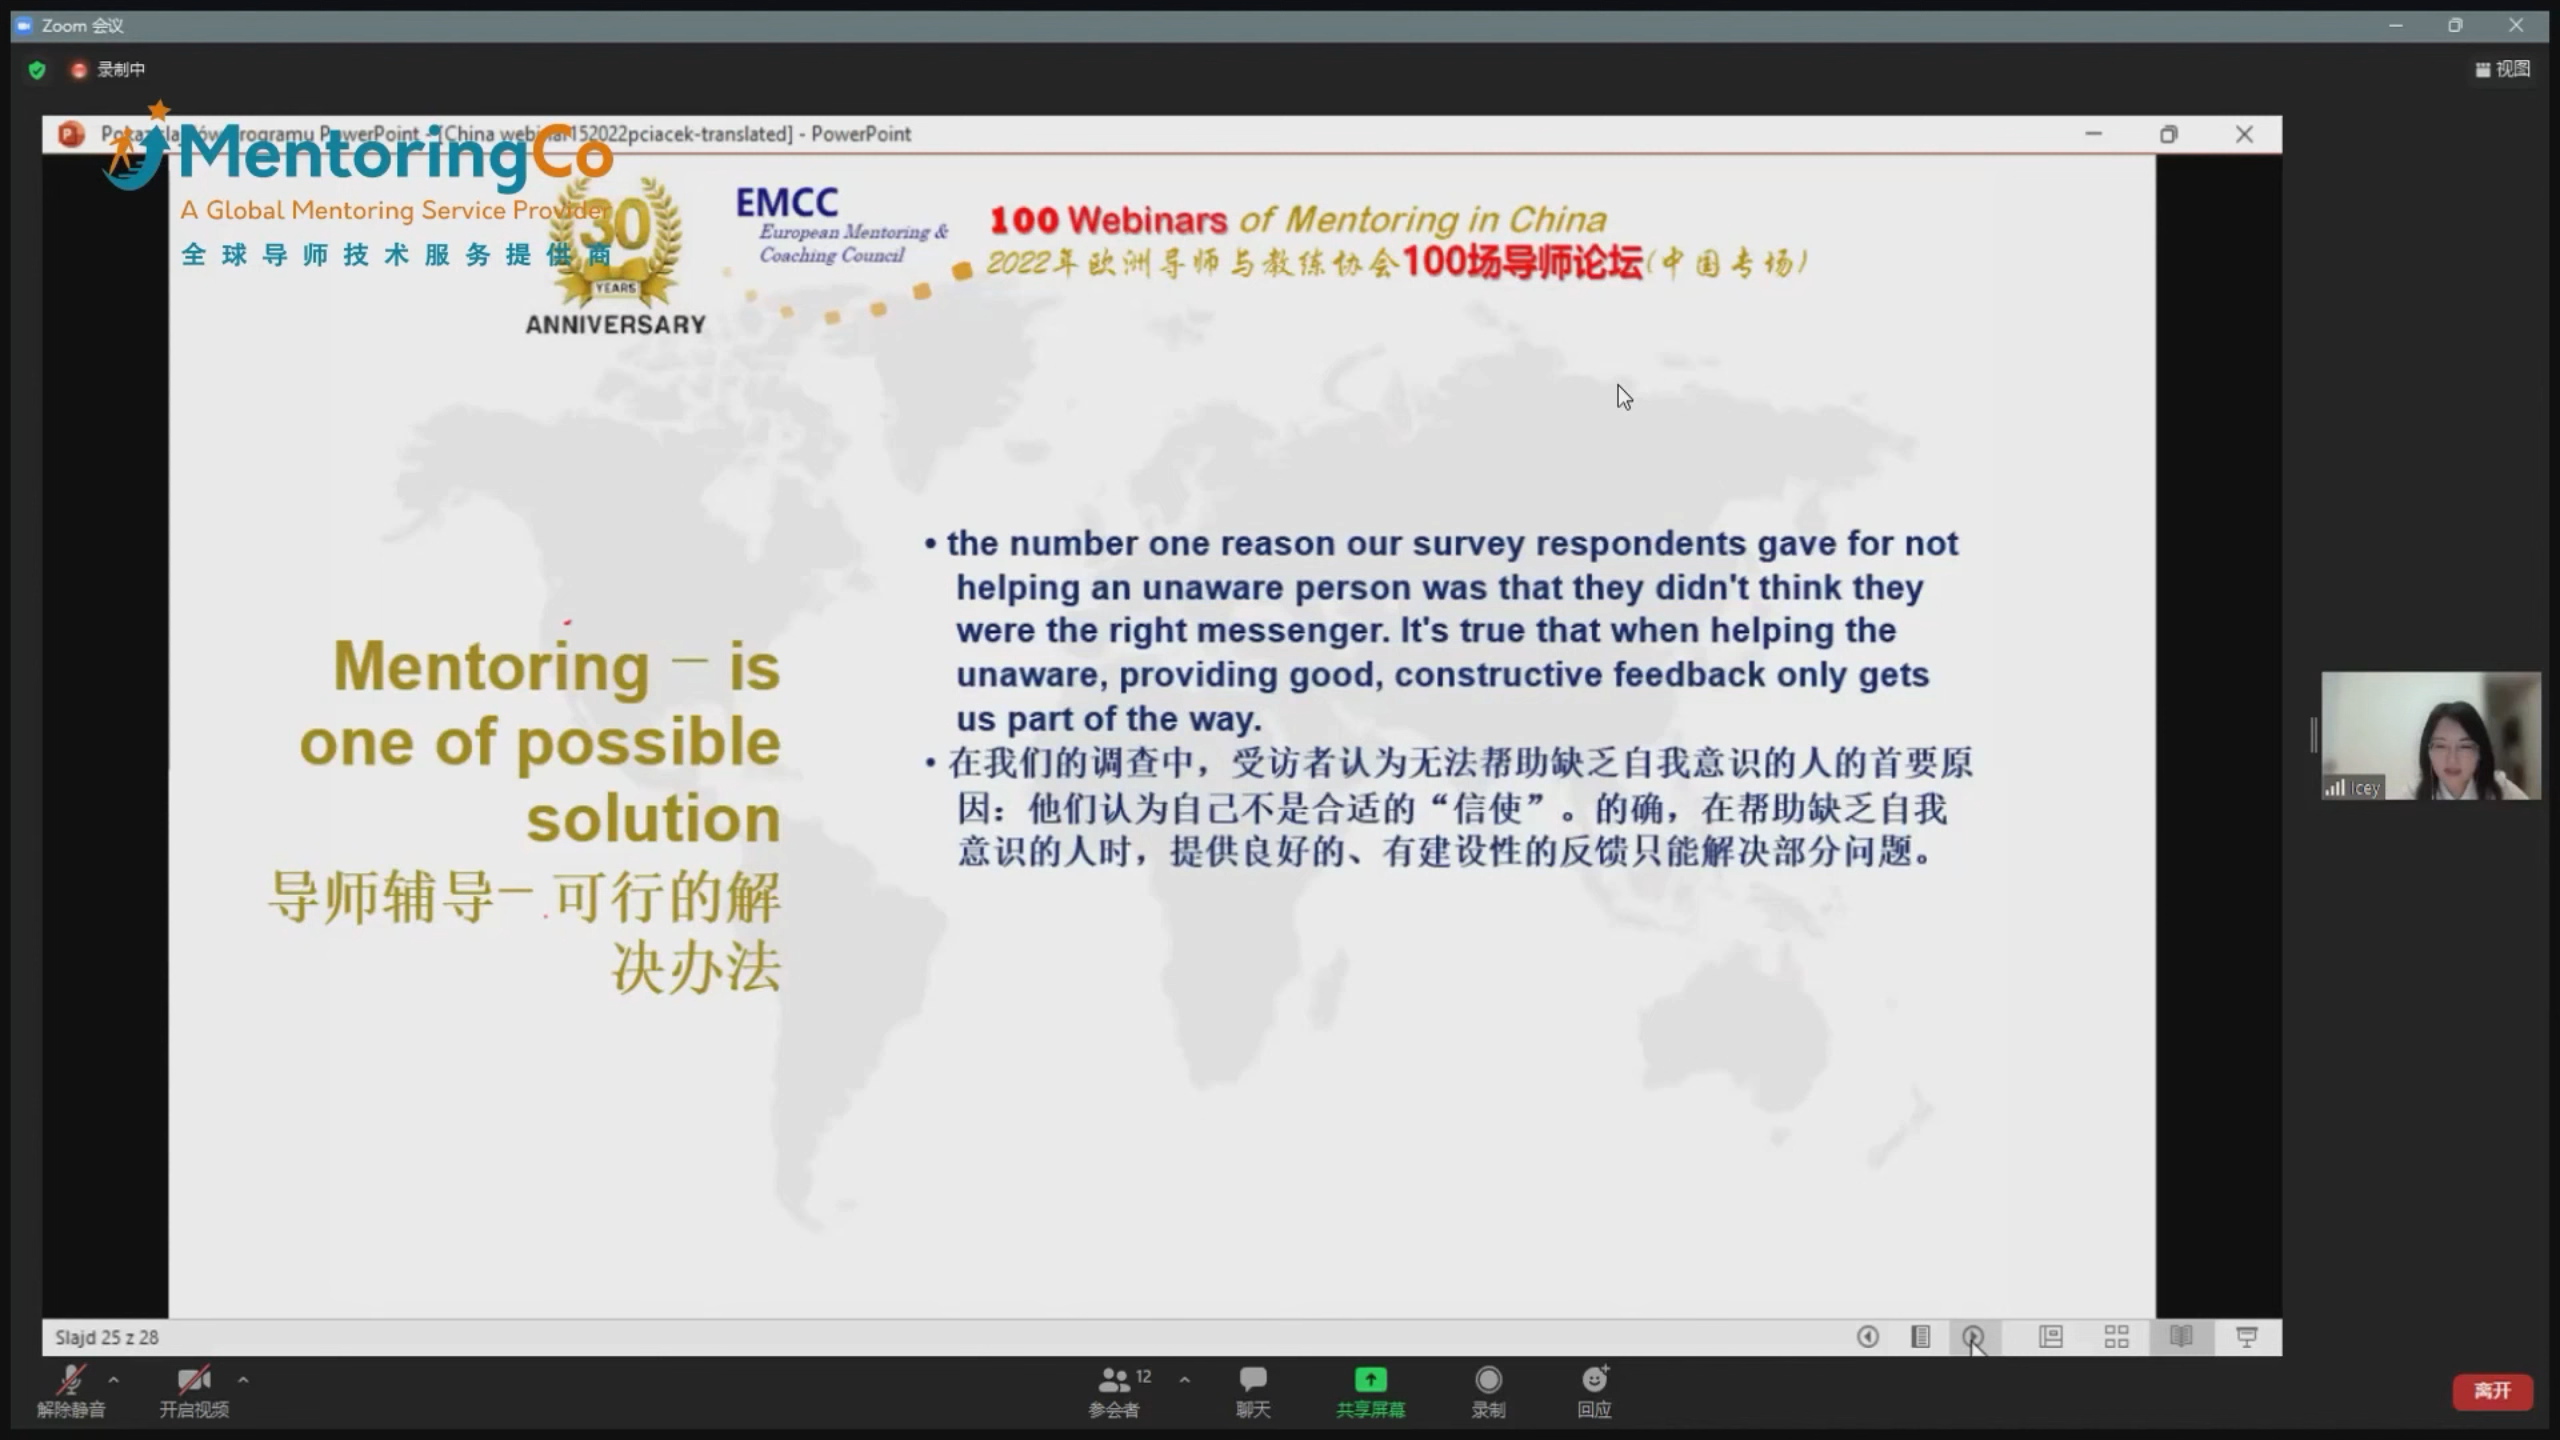 Zoom 会议
录制中
视图
[China webinar152022pciacek-translated] - PowerPoint
MentoringCo
A Global Mentoring Service Provider
全球导师技术服务提供商
30
YEARS
ANNIVERSARY
EMCC
European Mentoring &
Coaching Council
100 Webinars of Mentoring in China
2022年欧洲导师与教练协会100场导师论坛(中国专场)
Mentoring – is
one of possible
solution
导师辅导– 可行的解
决办法
• the number one reason our survey respondents gave for not
helping an unaware person was that they didn't think they
were the right messenger. It's true that when helping the
unaware, providing good, constructive feedback only gets
us part of the way.
• 在我们的调查中，受访者认为无法帮助缺乏自我意识的人的首要原
因：他们认为自己不是合适的“信使”。的确，在帮助缺乏自我
意识的人时，提供良好的、有建设性的反馈只能解决部分问题。
Icey
Slajd 25 z 28
解除静音
开启视频
12
参会者
聊天
共享屏幕
录制
回应
离开